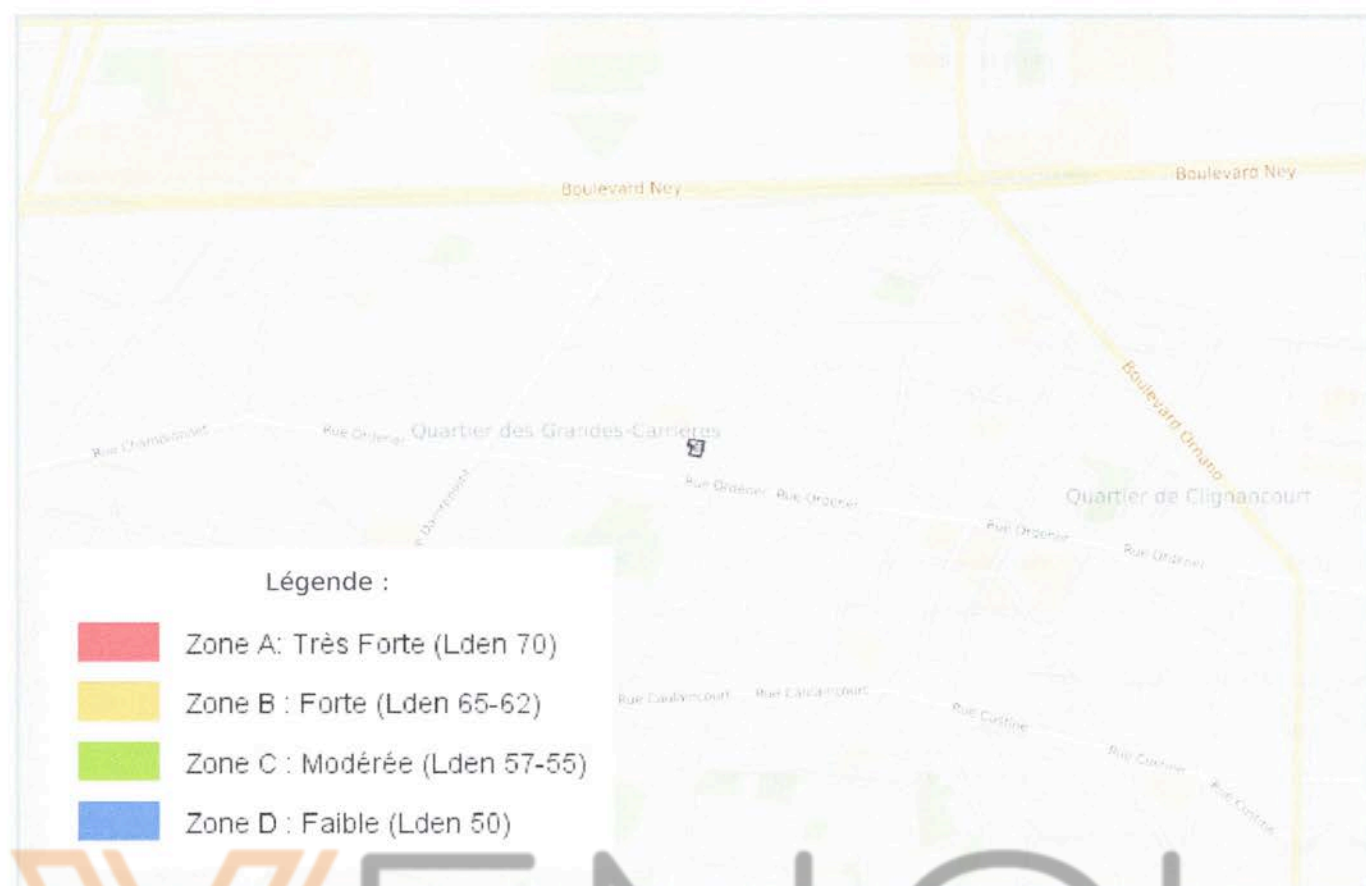 Boulevard Ney
Boulevard Ney
Boulevard Ornano
Rue Championnet
Rue Ordener
Quartier des Grandes-Carrières
Rue Ordener
Rue Ordener
Quartier de Clignancourt
Rue Ordener
Rue Ordener
Légende :
Zone A: Très Forte (Lden 70)
Zone B : Forte (Lden 65-62)
Zone C : Modérée (Lden 57-55)
Zone D : Faible (Lden 50)
Rue Caulaincourt
Rue Caulaincourt
Rue Custine
Rue Custine
Rue Custine